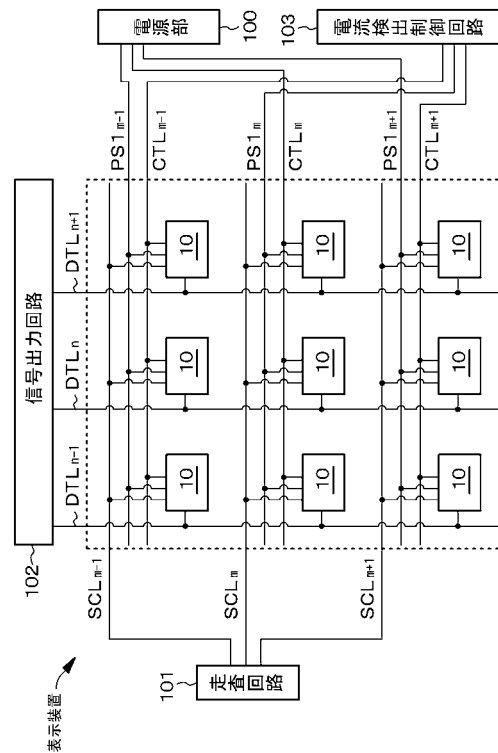 表示装置
102
信号出力回路
DTLn-1
DTLn
DTLn+1
101
走査回路
SCLm-1
SCLm
SCLm+1
10
10
10
10
10
10
10
10
10
PS1m-1
CTLm-1
PS1m
CTLm
PS1m+1
CTLm+1
電源部
100
電流検出制御回路
103